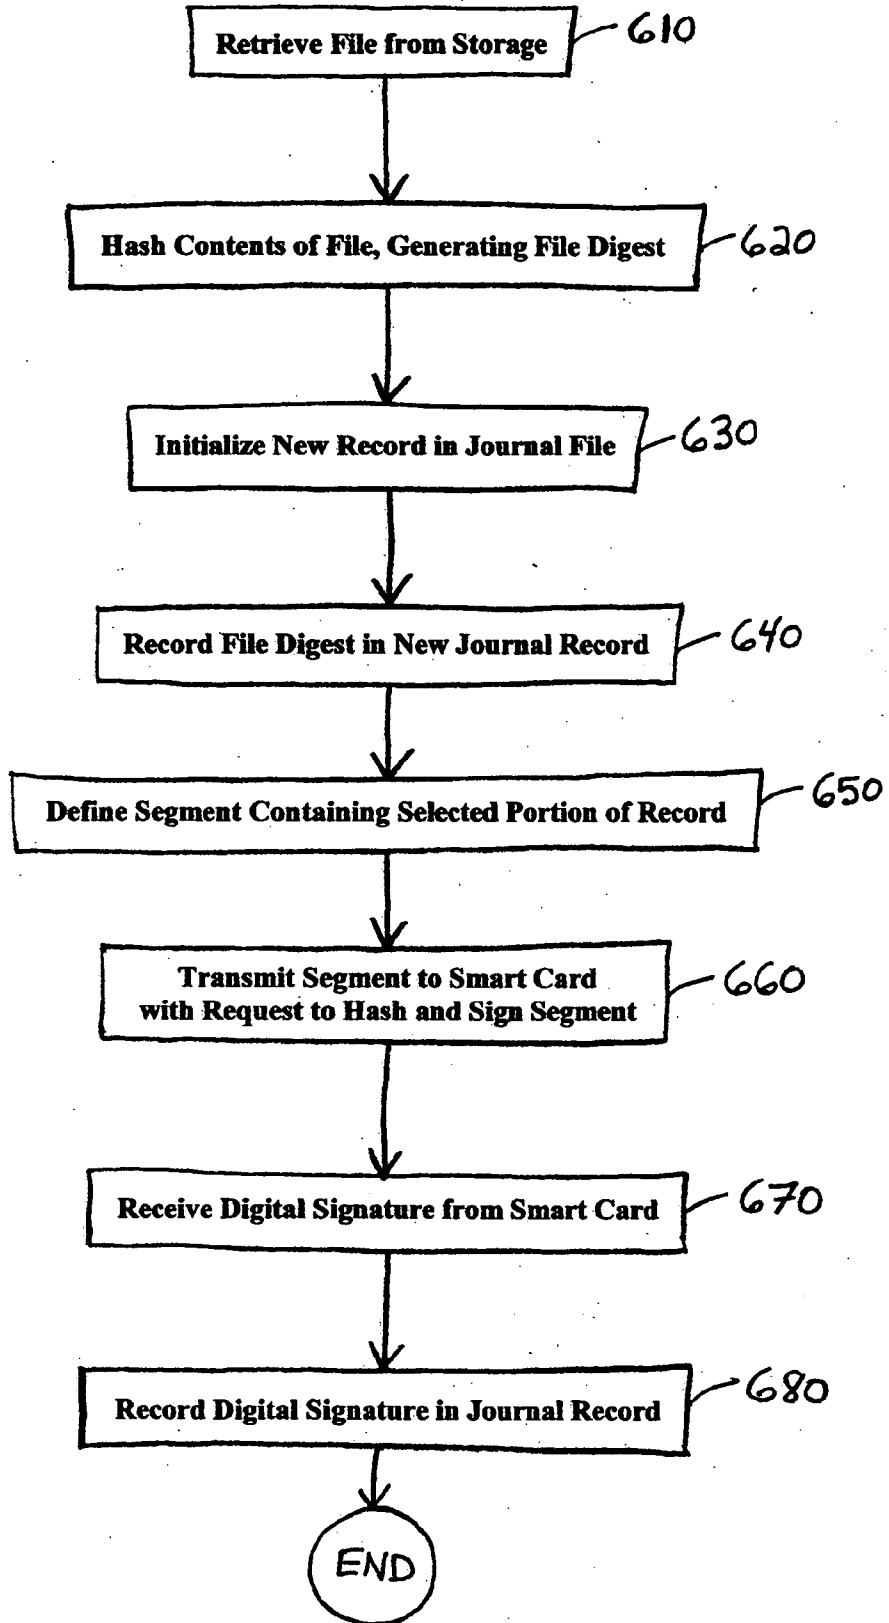 Retrieve File from Storage
610
Hash Contents of File, Generating File Digest
620
Initialize New Record in Journal File
630
Record File Digest in New Journal Record
640
Define Segment Containing Selected Portion of Record
650
Transmit Segment to Smart Card
with Request to Hash and Sign Segment
660
Receive Digital Signature from Smart Card
670
Record Digital Signature in Journal Record
680
END